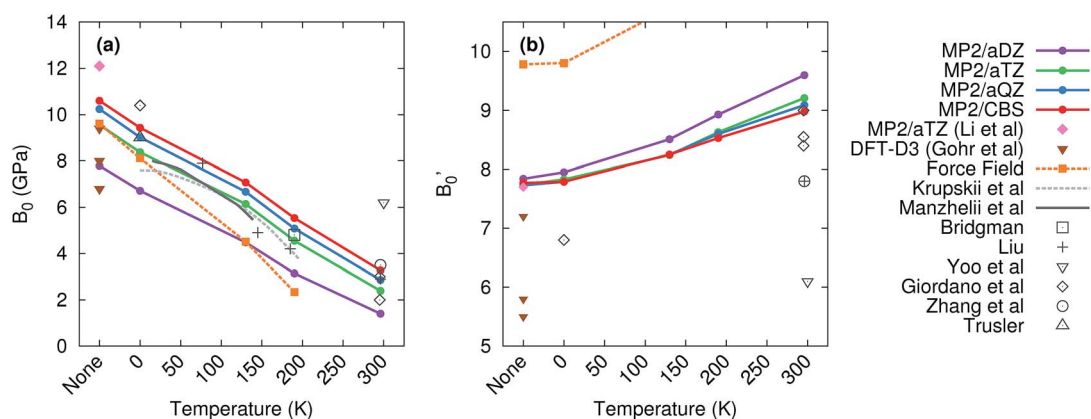 14
12
10
8
6
4
2
0
B0 (GPa)
(a)
None
0
50
100
150
200
250
300
Temperature (K)
10
9
8
7
6
5
B0'
(b)
None
0
50
100
150
200
250
300
Temperature (K)
MP2/aDZ
MP2/aTZ
MP2/aQZ
MP2/CBS
MP2/aTZ (Li et al)
DFT-D3 (Gohr et al)
Force Field
Krupskii et al
Manzhelii et al
Bridgman
Liu
Yoo et al
Giordano et al
Zhang et al
Trusler